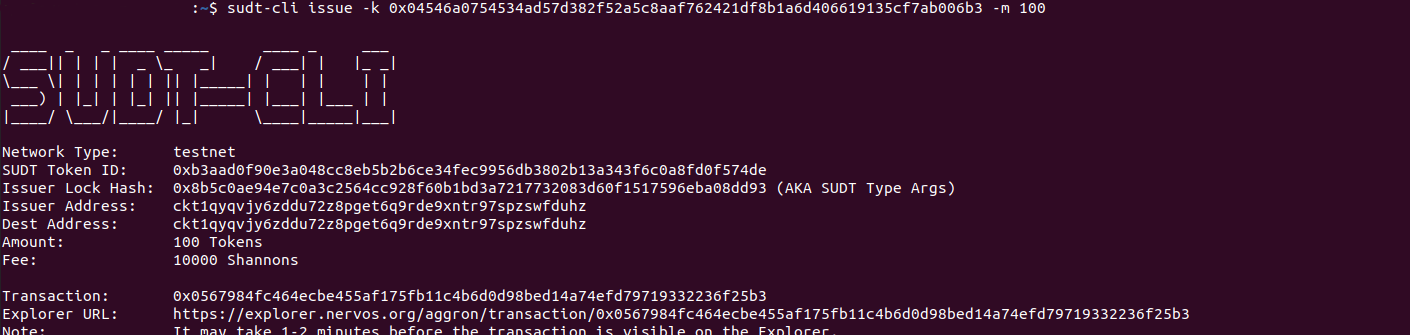 :~$ sudt-cli issue -k 0x04546a0754534ad57d382f52a5c8aaf762421df8b1a6d406619135cf7ab006b3 -m 100
SUDT-CLI
Network Type: testnet
SUDT Token ID: 0xb3aad0f90e3a048cc8eb5b2b6ce34fec9956db3802b13a343f6c0a8fd0f574de
Issuer Lock Hash: 0x8b5c0ae94e7c0a3c2564cc928f60b1bd3a7217732083d60f1517596eba08dd93 (AKA SUDT Type Args)
Issuer Address: ckt1qyqvjy6zddu72z8pget6q9rde9xntr97spzswfduhz
Dest Address: ckt1qyqvjy6zddu72z8pget6q9rde9xntr97spzswfduhz
Amount: 100 Tokens
Fee: 10000 Shannons
Transaction: 0x0567984fc464ecbe455af175fb11c4b6d0d98bed14a74efd79719332236f25b3
Explorer URL: https://explorer.nervos.org/aggron/transaction/0x0567984fc464ecbe455af175fb11c4b6d0d98bed14a74efd79719332236f25b3
Note: It may take 1-2 minutes before the transaction is visible on the Explorer.